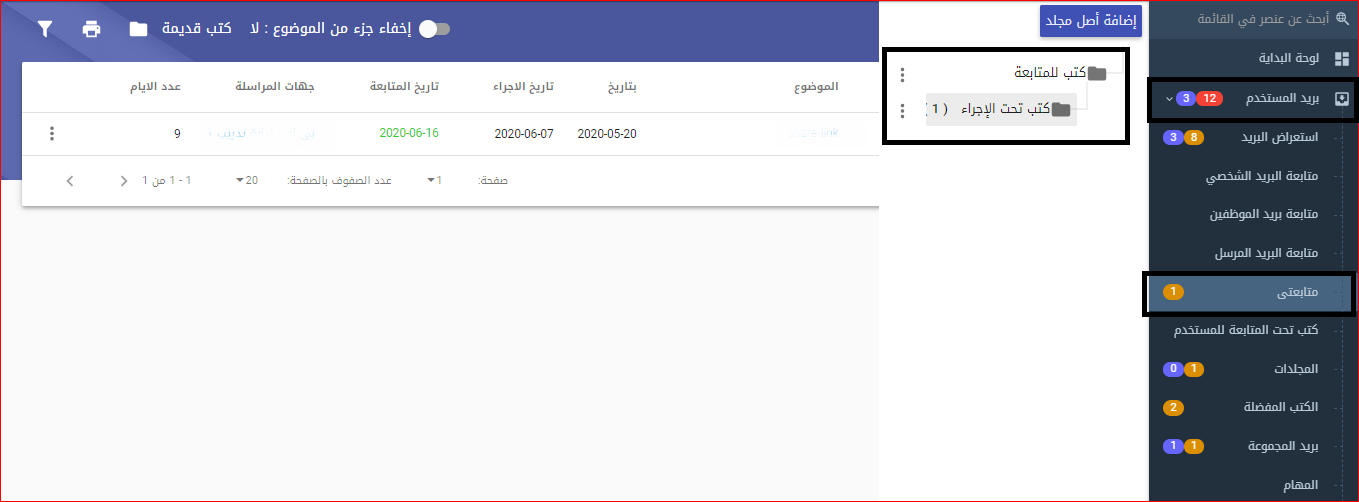 أبحث عن عنصر في القائمة
لوحة البداية
بريد المستخدم 12 3
استعراض البريد 8 3
متابعة البريد الشخصي
متابعة بريد الموظفين
متابعة البريد المرسل
متابعتى 1
كتب تحت المتابعة للمستخدم
المجلدات 1 0
الكتب المفضلة 2
بريد المجموعة 1 1
المهام
إضافة أصل مجلد
كتب للمتابعة
كتب تحت الإجراء ( 1 )
إخفاء جزء من الموضوع : لا كتب قديمة
الموضوع بتاريخ تاريخ الاجراء تاريخ المتابعة جهات المراسلة عدد الايام
2020-05-20 2020-06-07 2020-06-16 9
صفحة: 1 عدد الصفوف بالصفحة: 20 1 - 1 من 1